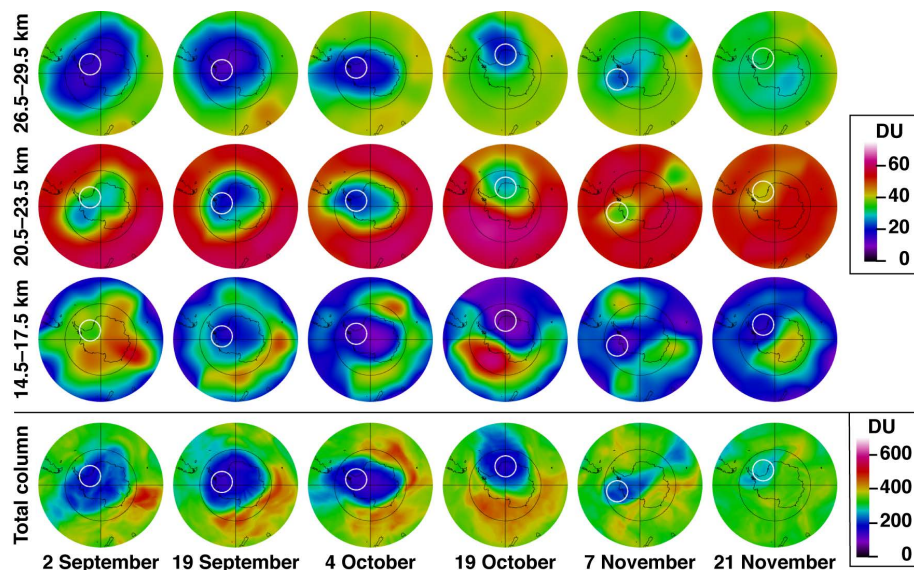 26.5–29.5 km
20.5–23.5 km
14.5–17.5 km
Total column
DU
60
40
20
0
DU
600
400
200
0
2 September
19 September
4 October
19 October
7 November
21 November